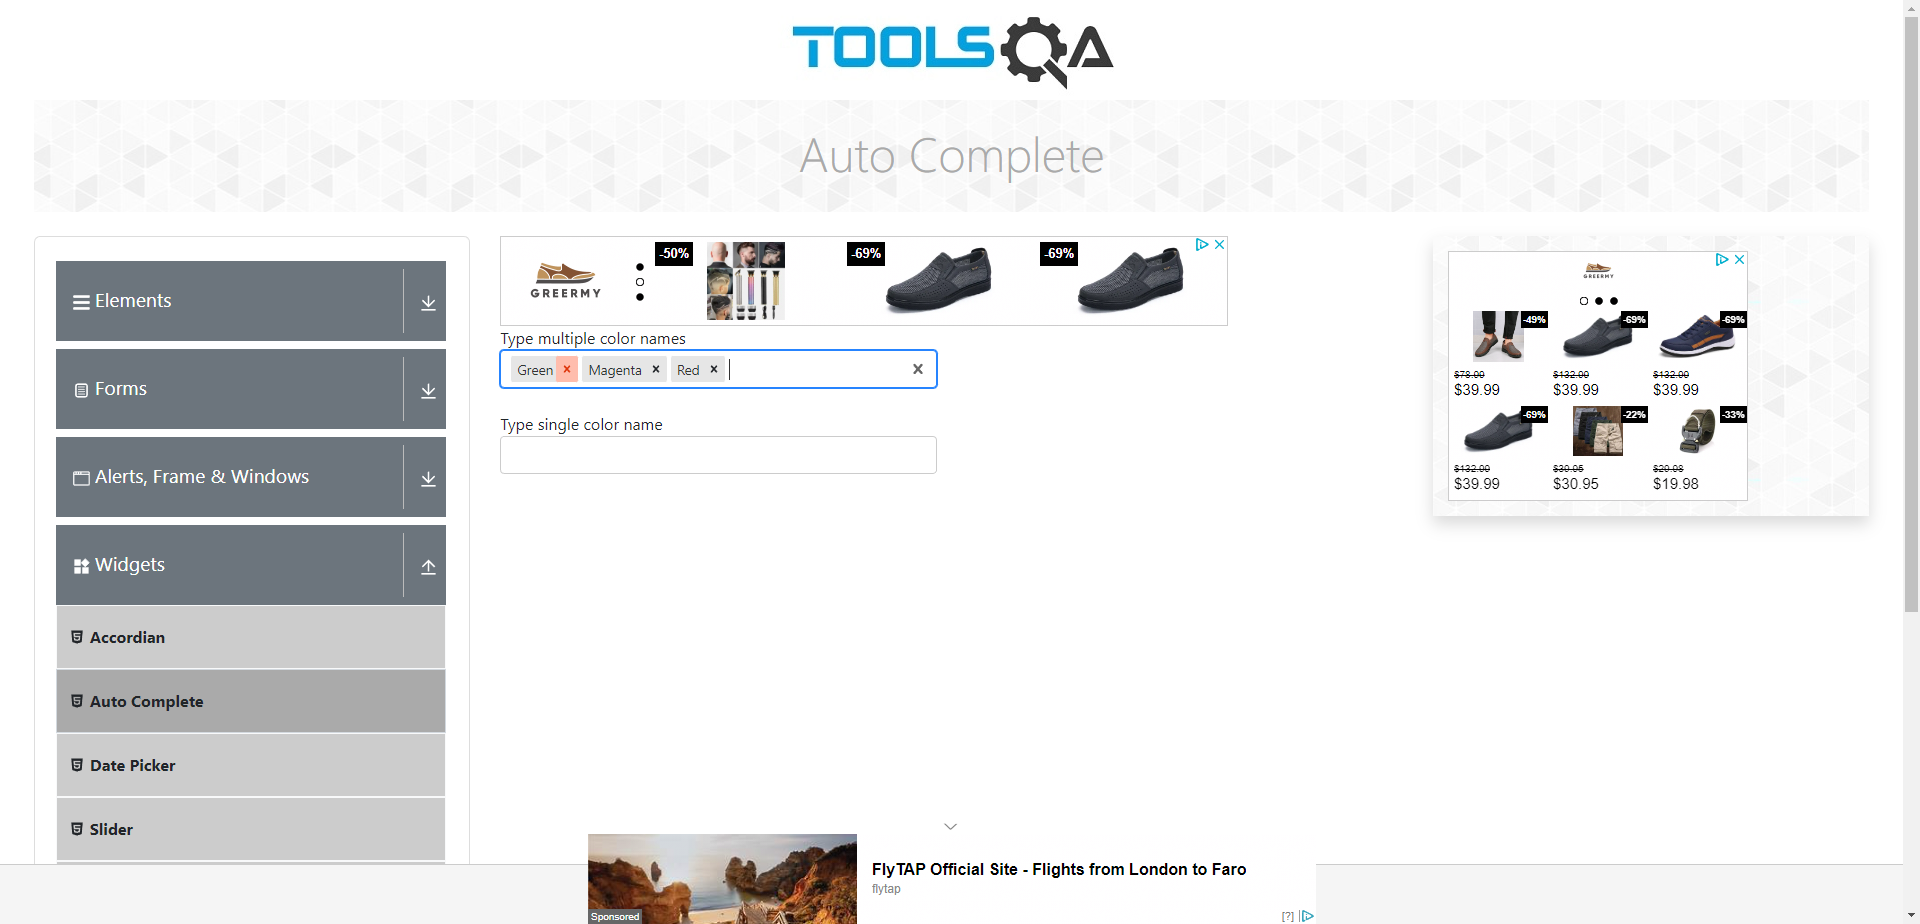 TOOLSQA
Auto Complete
Elements
Forms
Alerts, Frame & Windows
Widgets
Accordian
Auto Complete
Date Picker
Slider
GREERMY
-50%
-69%
-69%
Type multiple color names
Green × Magenta × Red ×
Type single color name
GREERMY
-49% -69% -69%
$78.00 $132.00 $132.00
$39.99 $39.99 $39.99
-69% -22% -33%
$132.00 $39.95 $29.98
$39.99 $30.95 $19.98
Sponsored
FlyTAP Official Site - Flights from London to Faro
flytap
[?]